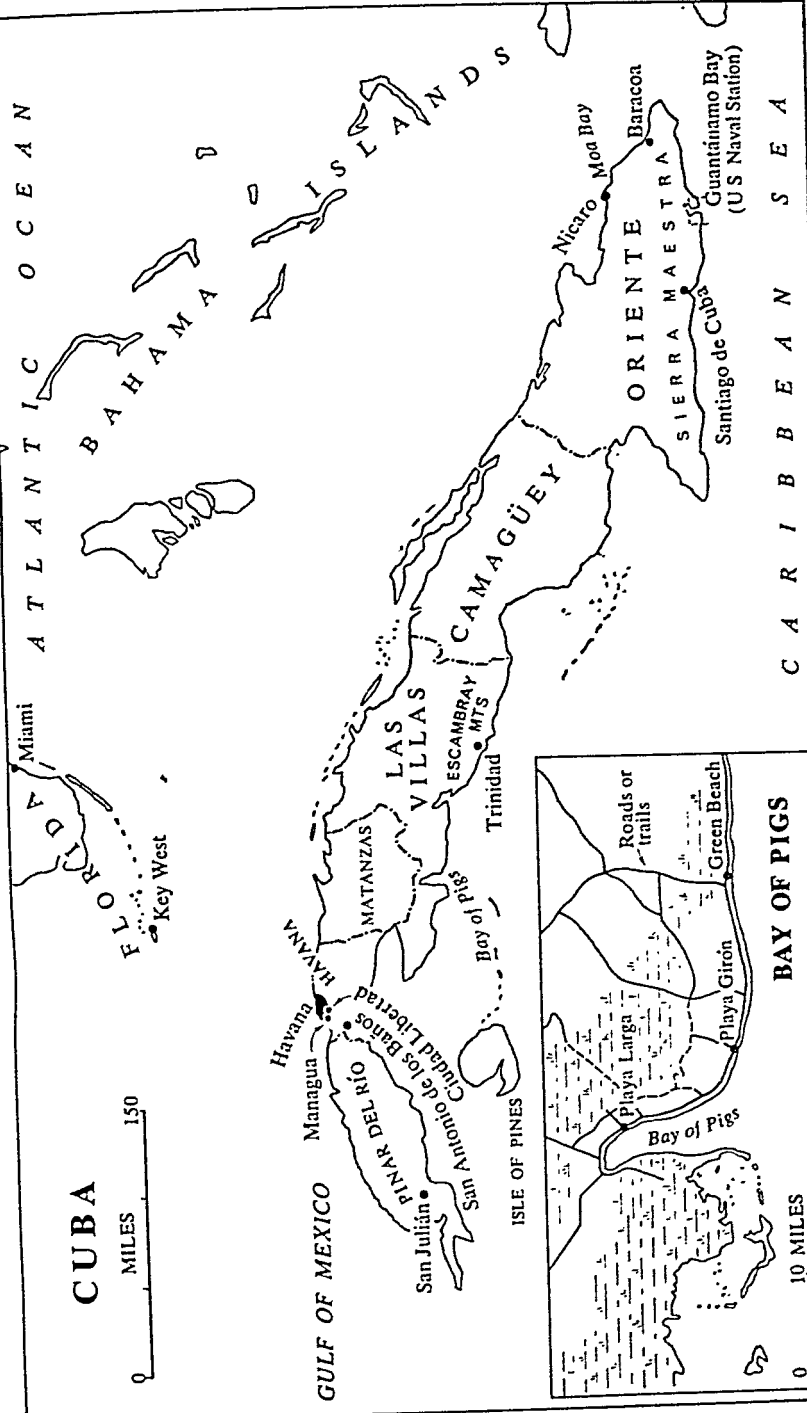 CUBA
MILES
0 150
ATLANTIC OCEAN
Miami
FLORIDA
Key West
BAHAMA ISLANDS
GULF OF MEXICO
Havana
HAVANA
Managua
PINAR DEL RÍO
San Julián
San Antonio de los Baños
Ciudad Libertad
ISLE OF PINES
MATANZAS
Bay of Pigs
LAS
VILLAS
ESCAMBRAY
MTS
Trinidad
CAMAGÜEY
ORIENTE
SIERRA MAESTRA
Nicaro
Moa Bay
Baracoa
Santiago de Cuba
Guantánamo Bay
(US Naval Station)
CARIBBEAN SEA
Roads or
trails
Playa Larga
Bay of Pigs
Playa Girón
Green Beach
0 10 MILES
BAY OF PIGS